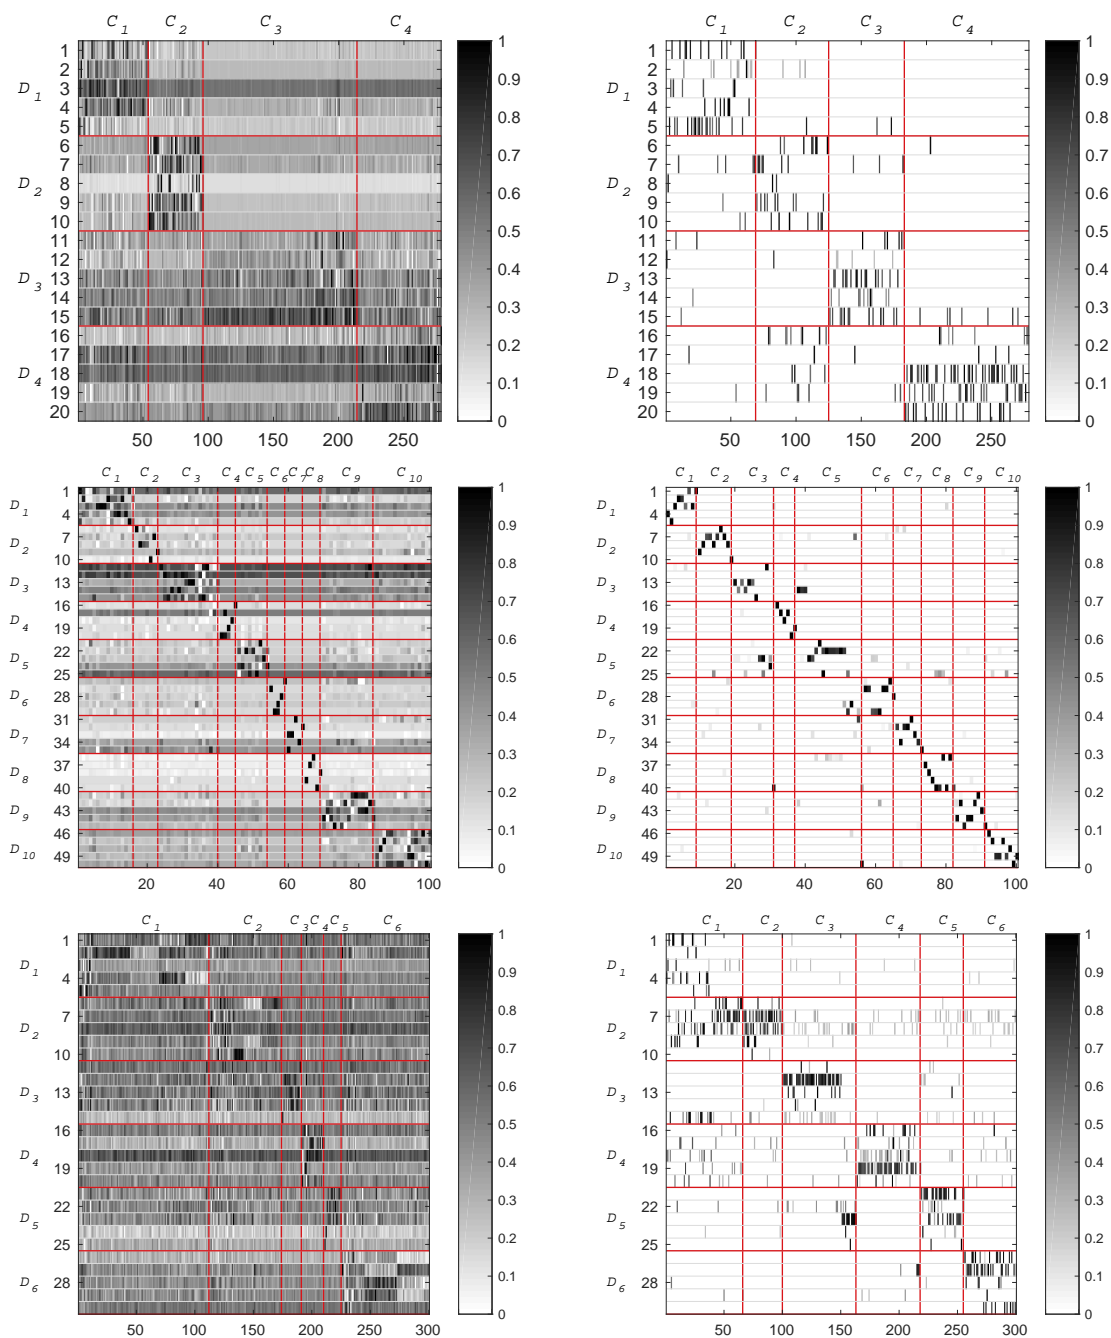 C1 C2 C3 C4
1
2
D1 3
4
5
6
7
D2 8
9
10
11
12
D3 13
14
15
16
17
D4 18
19
20
50 100 150 200 250
1
0.9
0.8
0.7
0.6
0.5
0.4
0.3
0.2
0.1
0
C1 C2 C3 C4
1
2
D1 3
4
5
6
7
D2 8
9
10
11
12
D3 13
14
15
16
17
D4 18
19
20
50 100 150 200 250
1
0.9
0.8
0.7
0.6
0.5
0.4
0.3
0.2
0.1
0
C1 C2 C3 C4 C5 C6 C7 C8 C9 C10
1
D1
4
7
D2
10
D3 13
16
D4 19
22
D5
25
D6 28
31
D7 34
37
D8
40
D9 43
46
D10 49
20 40 60 80 100
1
0.9
0.8
0.7
0.6
0.5
0.4
0.3
0.2
0.1
0
C1 C2 C3 C4 C5 C6 C7 C8 C9 C10
1
D1
4
7
D2
10
D3 13
16
D4 19
22
D5
25
D6 28
31
D7 34
37
D8
40
D9 43
46
D10 49
20 40 60 80 100
1
0.9
0.8
0.7
0.6
0.5
0.4
0.3
0.2
0.1
0
C1 C2 C3 C4 C5 C6
1
D1
4
7
D2
10
D3 13
16
D4
19
22
D5
25
D6 28
50 100 150 200 250 300
1
0.9
0.8
0.7
0.6
0.5
0.4
0.3
0.2
0.1
0
C1 C2 C3 C4 C5 C6
1
D1
4
7
D2
10
D3 13
16
D4
19
22
D5
25
D6 28
50 100 150 200 250 300
1
0.9
0.8
0.7
0.6
0.5
0.4
0.3
0.2
0.1
0